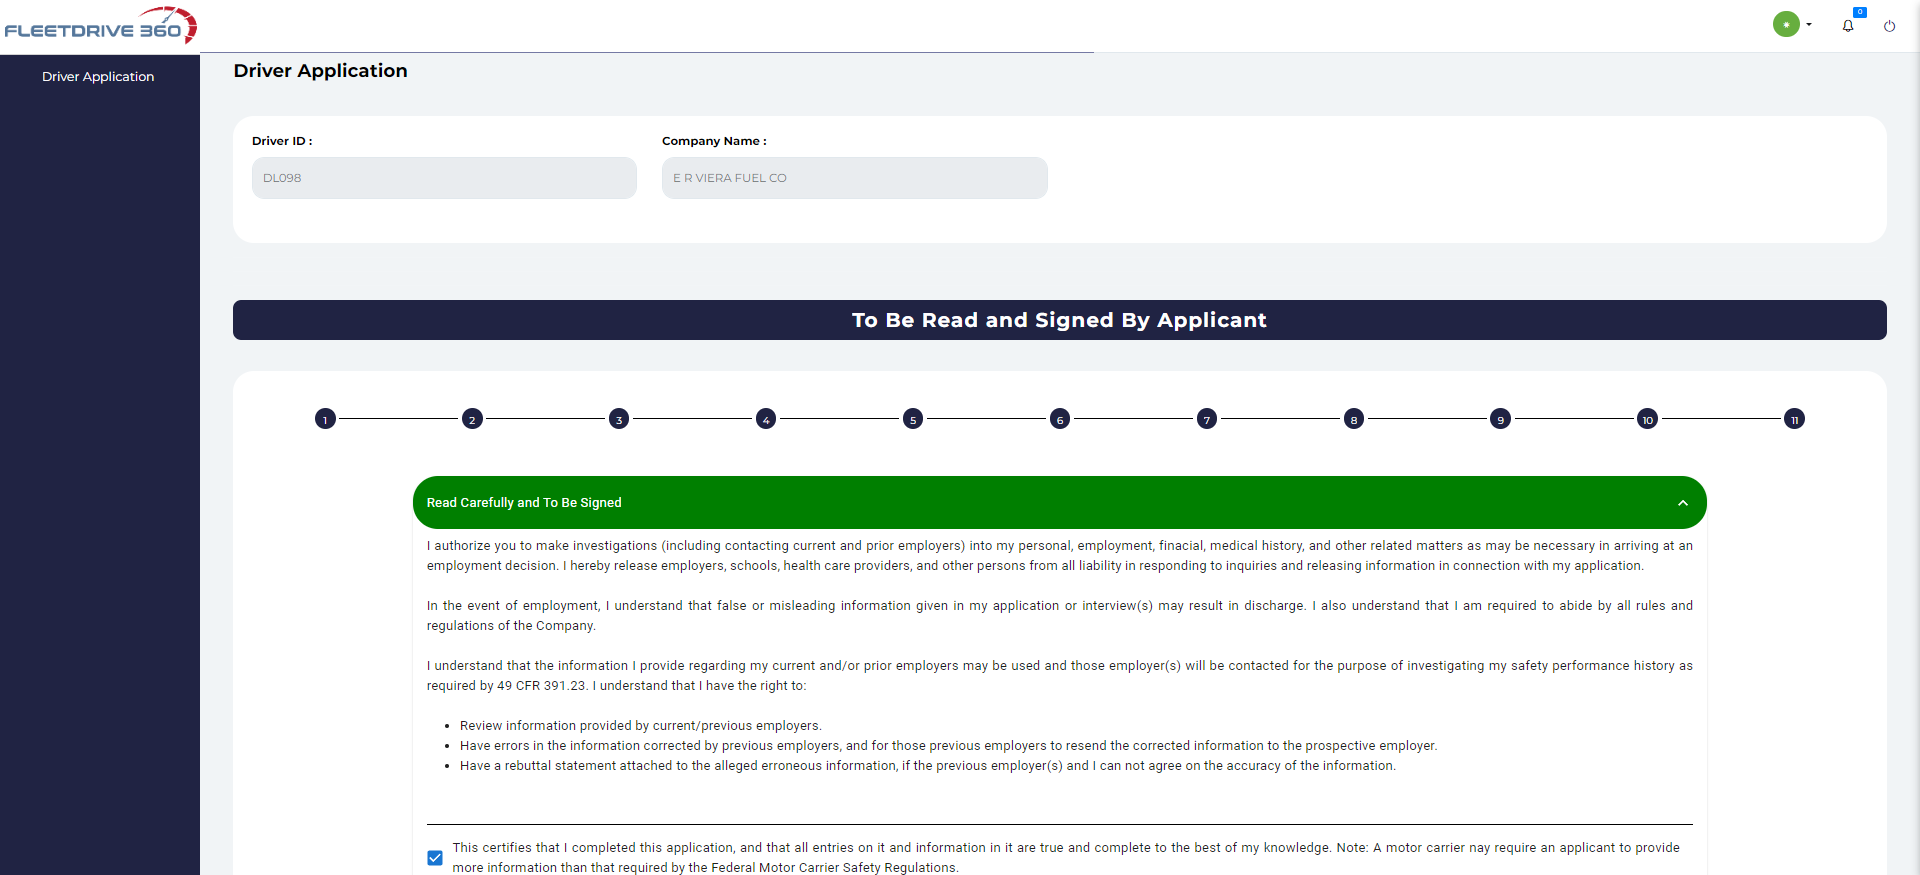 FLEETDRIVE 360
0
Driver Application
Driver Application
Driver ID :
Company Name :
DL098
E R VIERA FUEL CO
To Be Read and Signed By Applicant
1 2 3 4 5 6 7 8 9 10 11
Read Carefully and To Be Signed
I authorize you to make investigations (including contacting current and prior employers) into my personal, employment, finacial, medical history, and other related matters as may be necessary in arriving at an
employment decision. I hereby release employers, schools, health care providers, and other persons from all liability in responding to inquiries and releasing information in connection with my application.
In the event of employment, I understand that false or misleading information given in my application or interview(s) may result in discharge. I also understand that I am required to abide by all rules and
regulations of the Company.
I understand that the information I provide regarding my current and/or prior employers may be used and those employer(s) will be contacted for the purpose of investigating my safety performance history as
required by 49 CFR 391.23. I understand that I have the right to:
• Review information provided by current/previous employers.
• Have errors in the information corrected by previous employers, and for those previous employers to resend the corrected information to the prospective employer.
• Have a rebuttal statement attached to the alleged erroneous information, if the previous employer(s) and I can not agree on the accuracy of the information.
This certifies that I completed this application, and that all entries on it and information in it are true and complete to the best of my knowledge. Note: A motor carrier nay require an applicant to provide
more information than that required by the Federal Motor Carrier Safety Regulations.